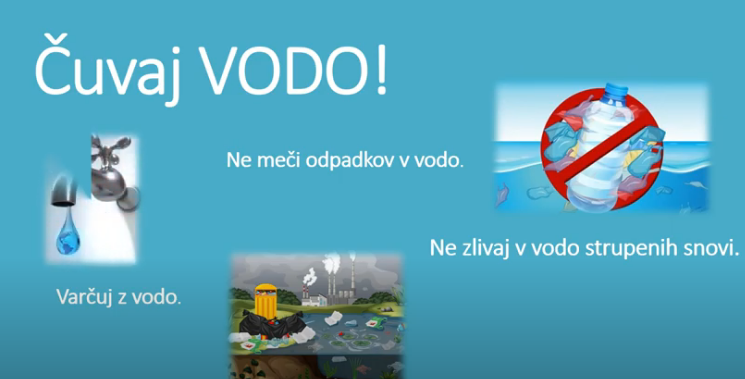 Čuvaj VODO!
Ne meči odpadkov v vodo.
Ne zlivaj v vodo strupenih snovi.
Varčuj z vodo.